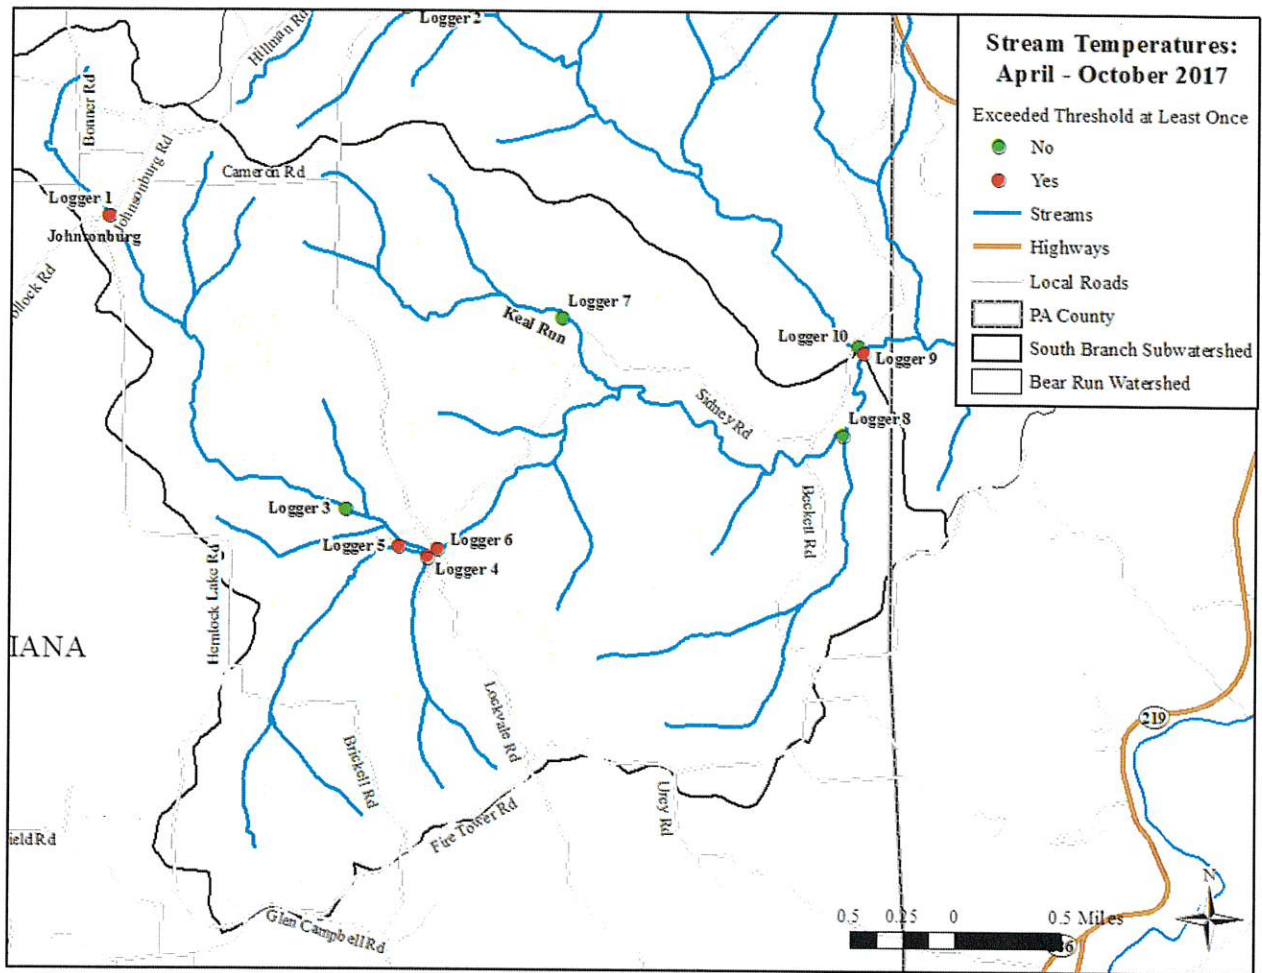 Logger 2
Hillman Rd
Stream Temperatures:
April - October 2017
Exceeded Threshold at Least Once
No
Yes
Streams
Highways
Local Roads
PA County
South Branch Subwatershed
Bear Run Watershed
Bonner Rd
Johnsonburg Rd
Cameron Rd
Logger 1
Johnsonburg
ollock Rd
Logger 7
Keal Run
Logger 10
Logger 9
Sidney Rd
Logger 8
Logger 3
Beckett Rd
Logger 5
Logger 6
Logger 4
Hemlock Lake Rd
IANA
Lockvale Rd
219
Brickell Rd
Urey Rd
Fire Tower Rd
ield Rd
N
Glen Campbell Rd
0.5 0.25 0 0.5 Miles